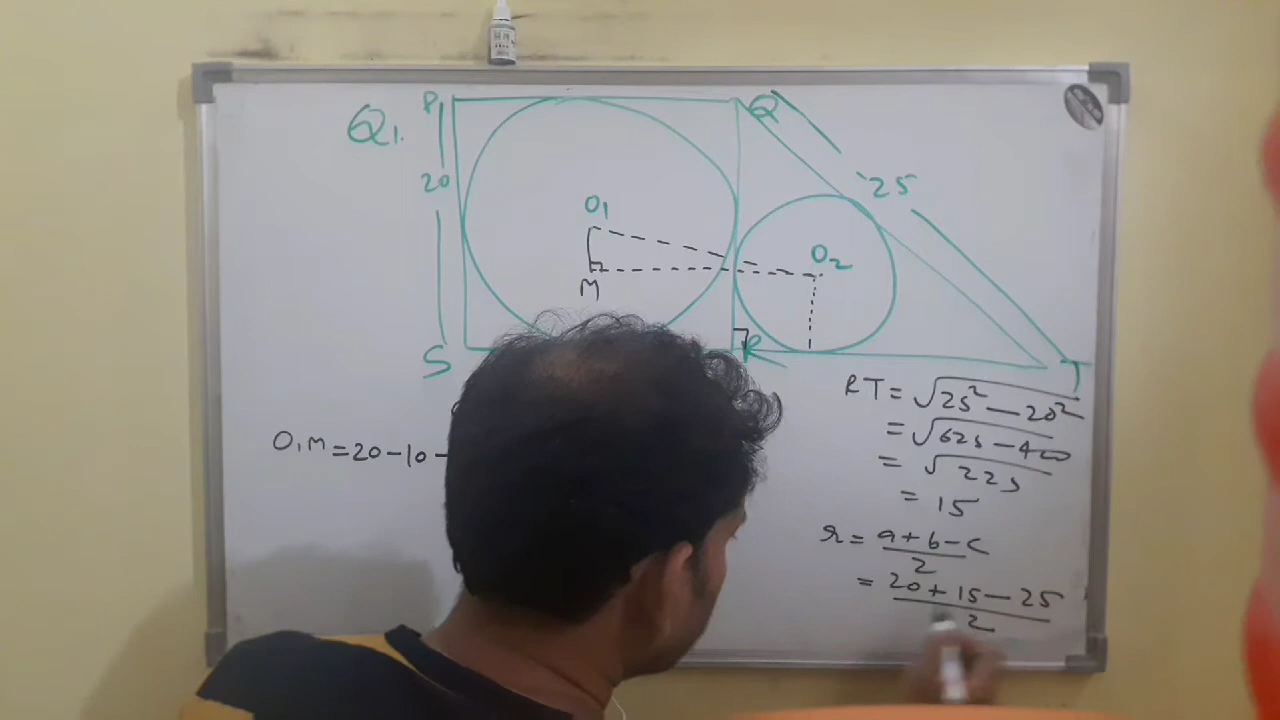 Q1.
P
Q
20
25
O1
O2
M
S
R
T
O1M = 20 - 10 -
RT = √25² - 20²
= √625 - 400
= √225
= 15
r = a + b - c / 2
= 20 + 15 - 25 / 2